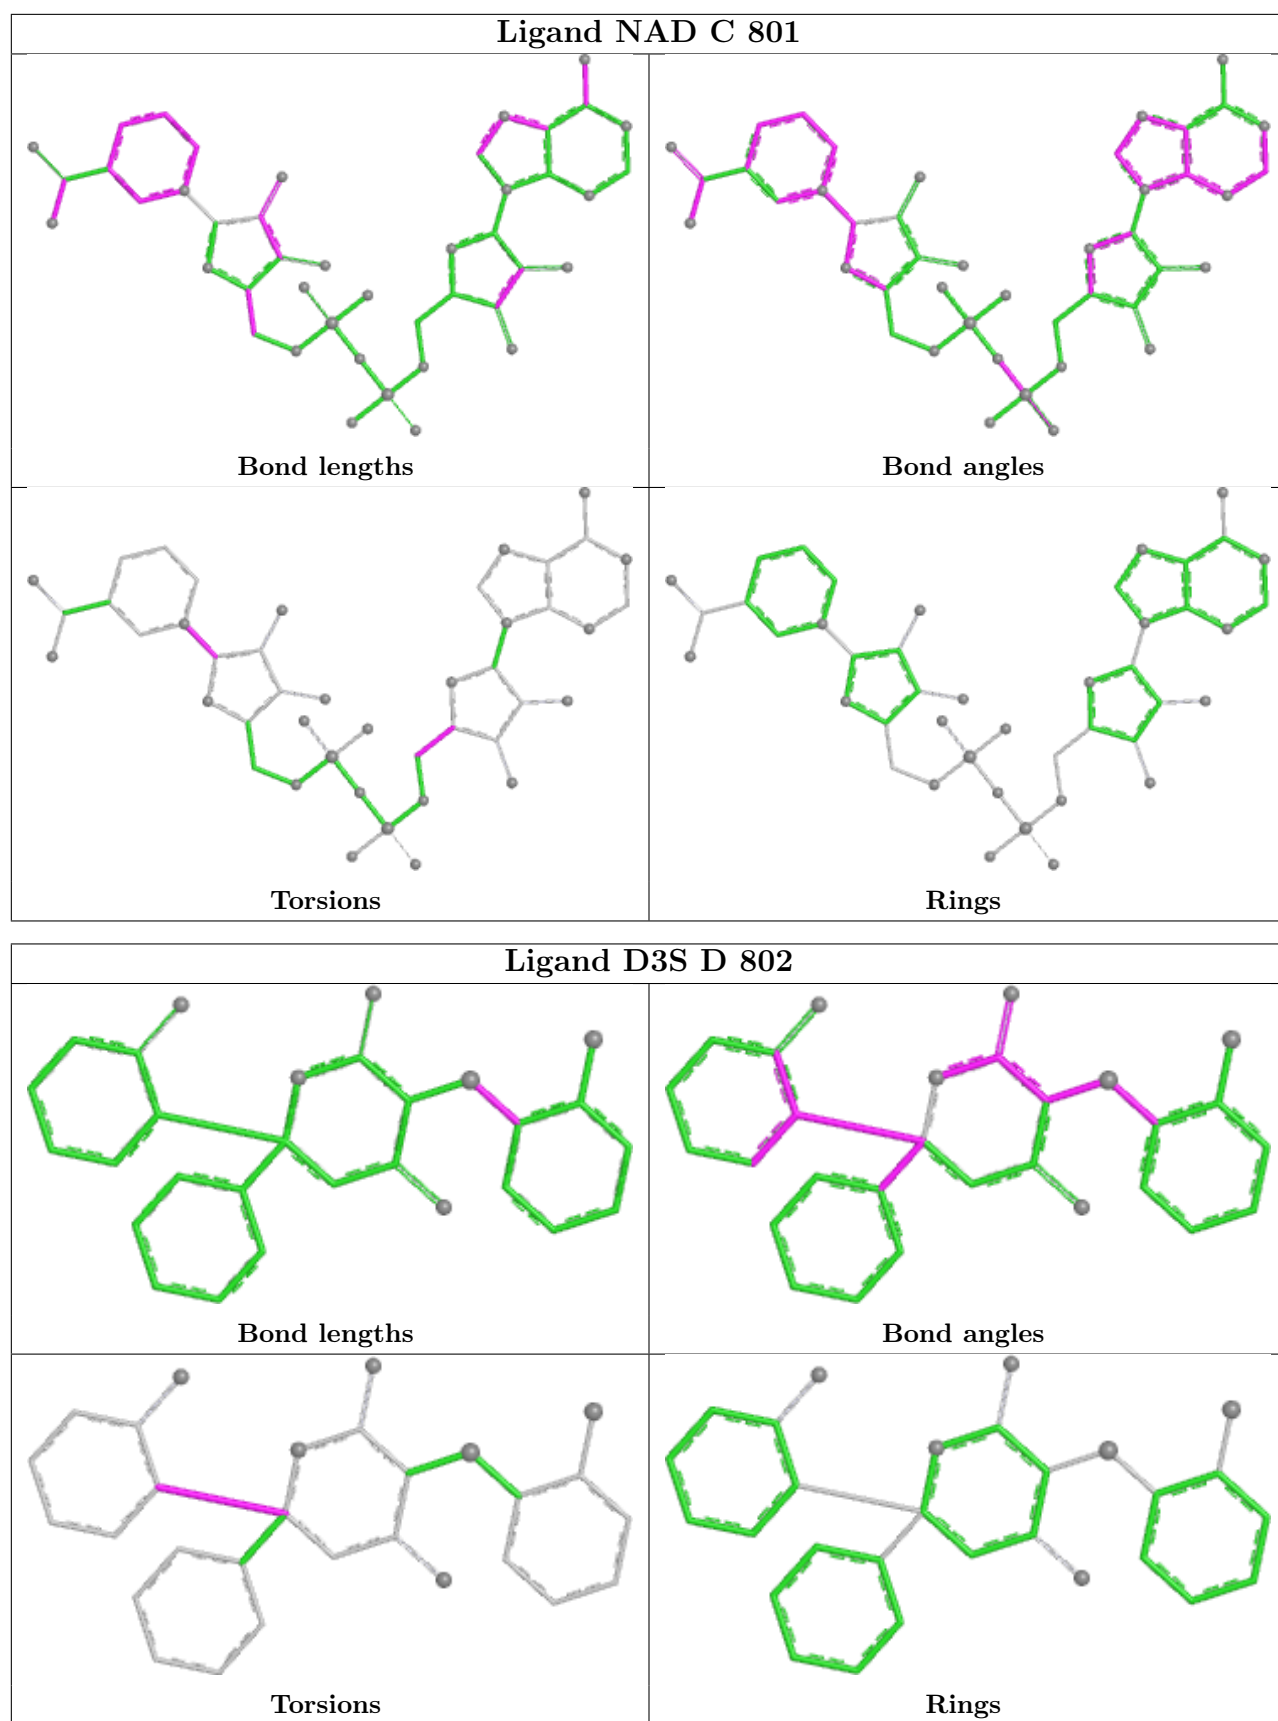 Ligand NAD C 801
Bond lengths
Bond angles
Torsions
Rings
Ligand D3S D 802
Bond lengths
Bond angles
Torsions
Rings